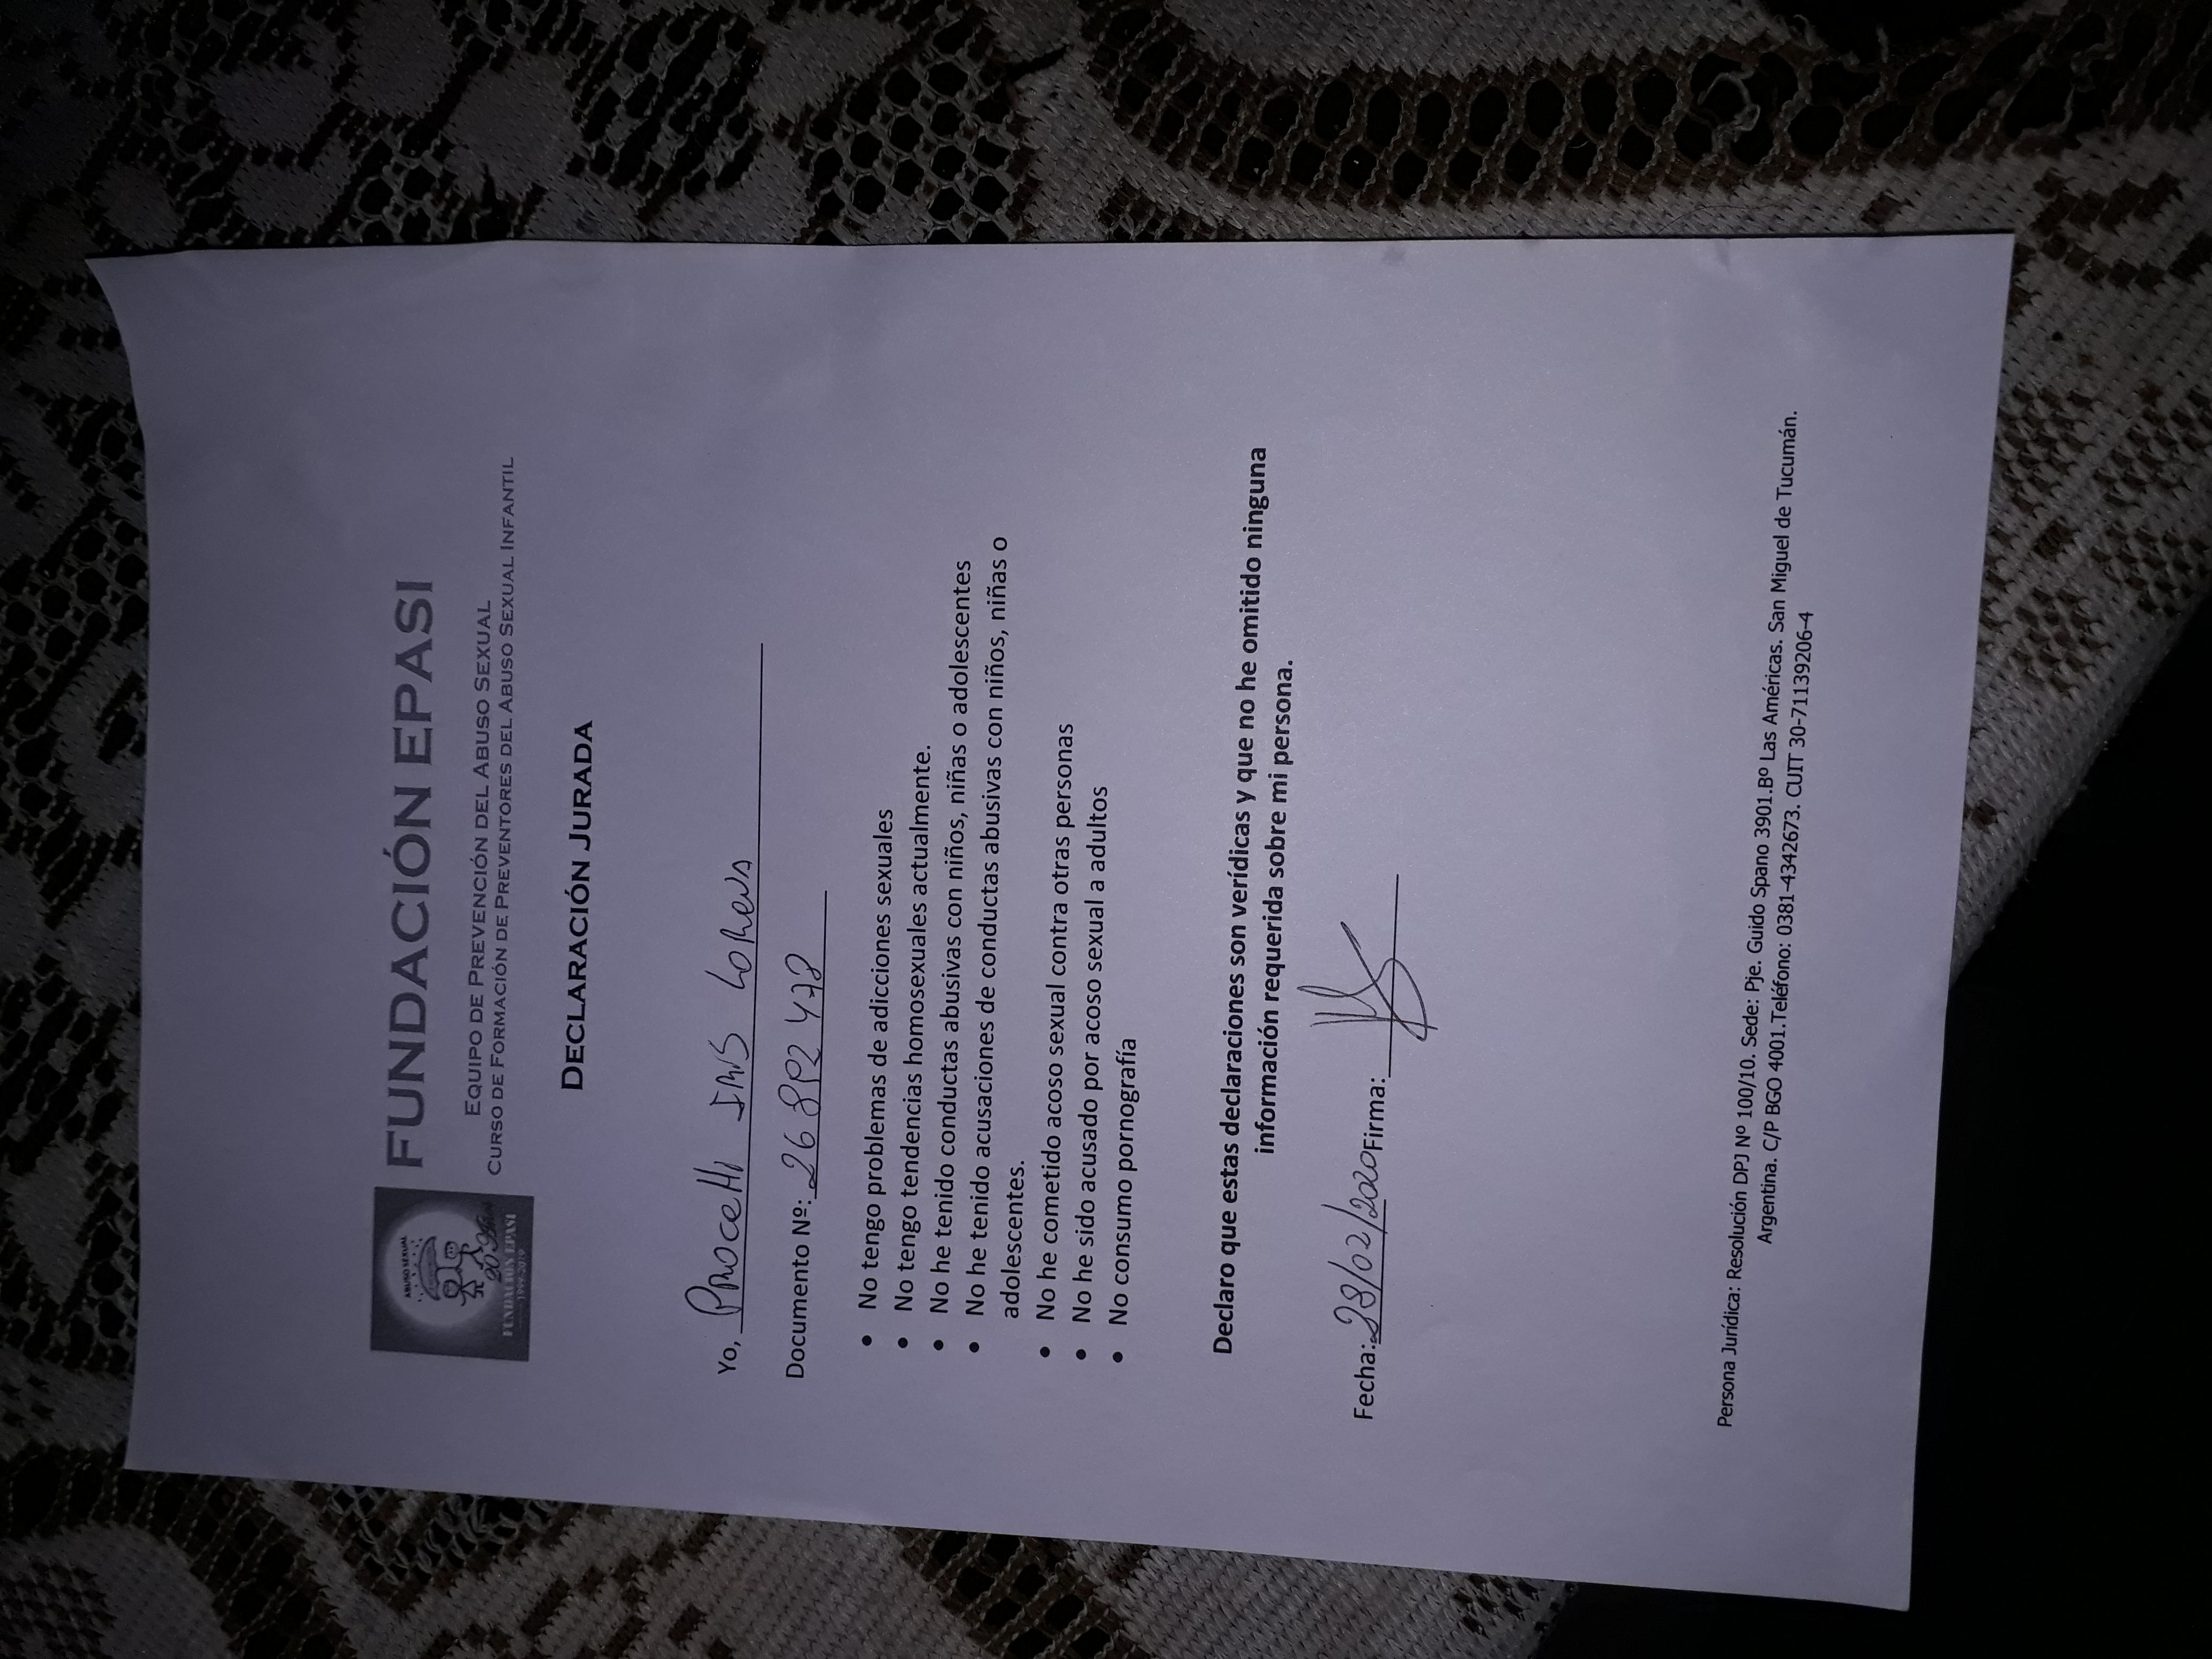 ABUSO SEXUAL
20 Años
FUNDACIÓN EPASI
1999-2019
FUNDACIÓN EPASI
EQUIPO DE PREVENCIÓN DEL ABUSO SEXUAL
CURSO DE FORMACIÓN DE PREVENTORES DEL ABUSO SEXUAL INFANTIL
DECLARACIÓN JURADA
Yo, Procetti Iris Lorena
Documento Nº: 26 892 478
• No tengo problemas de adicciones sexuales
• No tengo tendencias homosexuales actualmente.
• No he tenido conductas abusivas con niños, niñas o adolescentes
• No he tenido acusaciones de conductas abusivas con niños, niñas o
adolescentes.
• No he cometido acoso sexual contra otras personas
• No he sido acusado por acoso sexual a adultos
• No consumo pornografía
Declaro que estas declaraciones son verídicas y que no he omitido ninguna
información requerida sobre mi persona.
Fecha: 28/02/2020 Firma:
Persona Jurídica: Resolución DPJ Nº 100/10. Sede: Pje. Guido Spano 3901.Bº Las Américas. San Miguel de Tucumán.
Argentina. C/P BGO 4001.Teléfono: 0381-4342673. CUIT 30-71139206-4